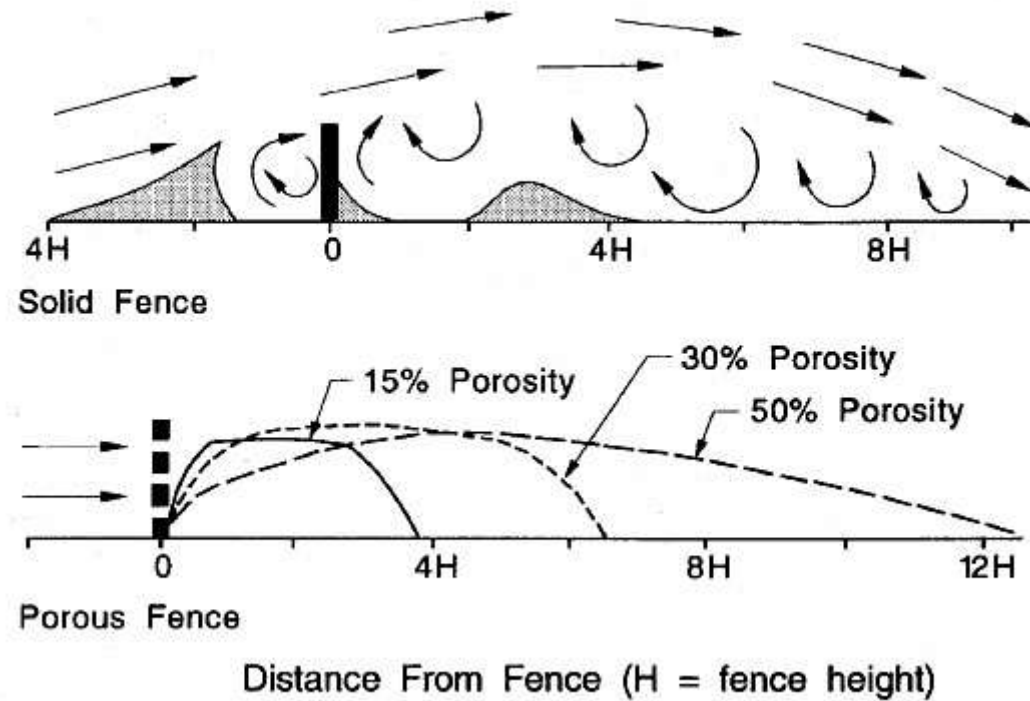 4H 0 4H 8H
Solid Fence
15% Porosity
30% Porosity
50% Porosity
0 4H 8H 12H
Porous Fence
Distance From Fence (H = fence height)